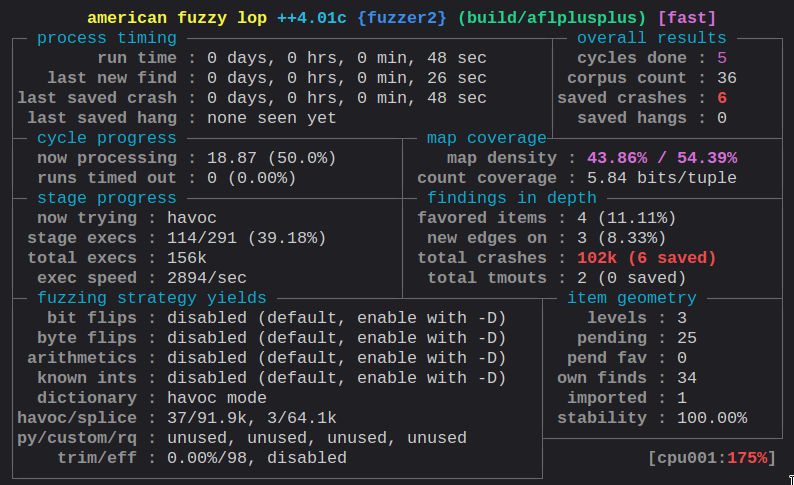 american fuzzy lop ++4.01c {fuzzer2} (build/aflplusplus) [fast]
process timing overall results
run time : 0 days, 0 hrs, 0 min, 48 sec cycles done : 5
last new find : 0 days, 0 hrs, 0 min, 26 sec corpus count : 36
last saved crash : 0 days, 0 hrs, 0 min, 48 sec saved crashes : 6
last saved hang : none seen yet saved hangs : 0
cycle progress map coverage
now processing : 18.87 (50.0%) map density : 43.86% / 54.39%
runs timed out : 0 (0.00%) count coverage : 5.84 bits/tuple
stage progress findings in depth
now trying : havoc favored items : 4 (11.11%)
stage execs : 114/291 (39.18%) new edges on : 3 (8.33%)
total execs : 156k total crashes : 102k (6 saved)
exec speed : 2894/sec total tmouts : 2 (0 saved)
fuzzing strategy yields item geometry
bit flips : disabled (default, enable with -D) levels : 3
byte flips : disabled (default, enable with -D) pending : 25
arithmetics : disabled (default, enable with -D) pend fav : 0
known ints : disabled (default, enable with -D) own finds : 34
dictionary : havoc mode imported : 1
havoc/splice : 37/91.9k, 3/64.1k stability : 100.00%
py/custom/rq : unused, unused, unused, unused
trim/eff : 0.00%/98, disabled [cpu001:175%]